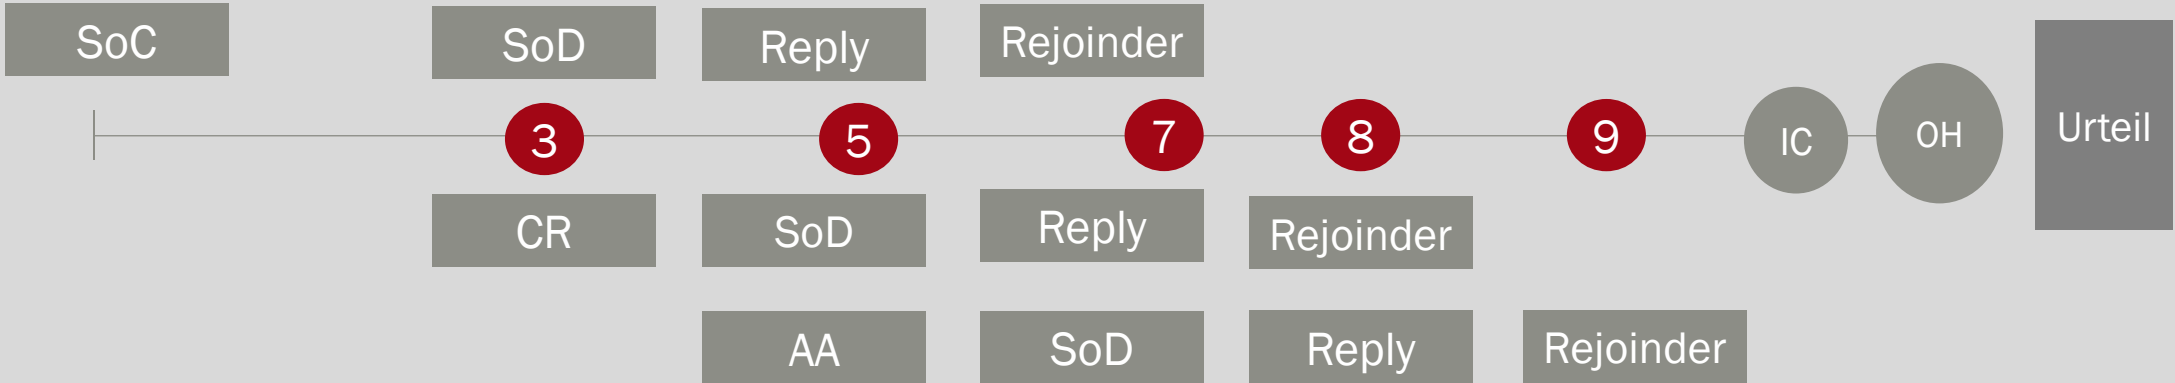 SoC
SoD
Reply
Rejoinder
3
5
7
8
9
IC
OH
Urteil
CR
SoD
Reply
Rejoinder
AA
SoD
Reply
Rejoinder